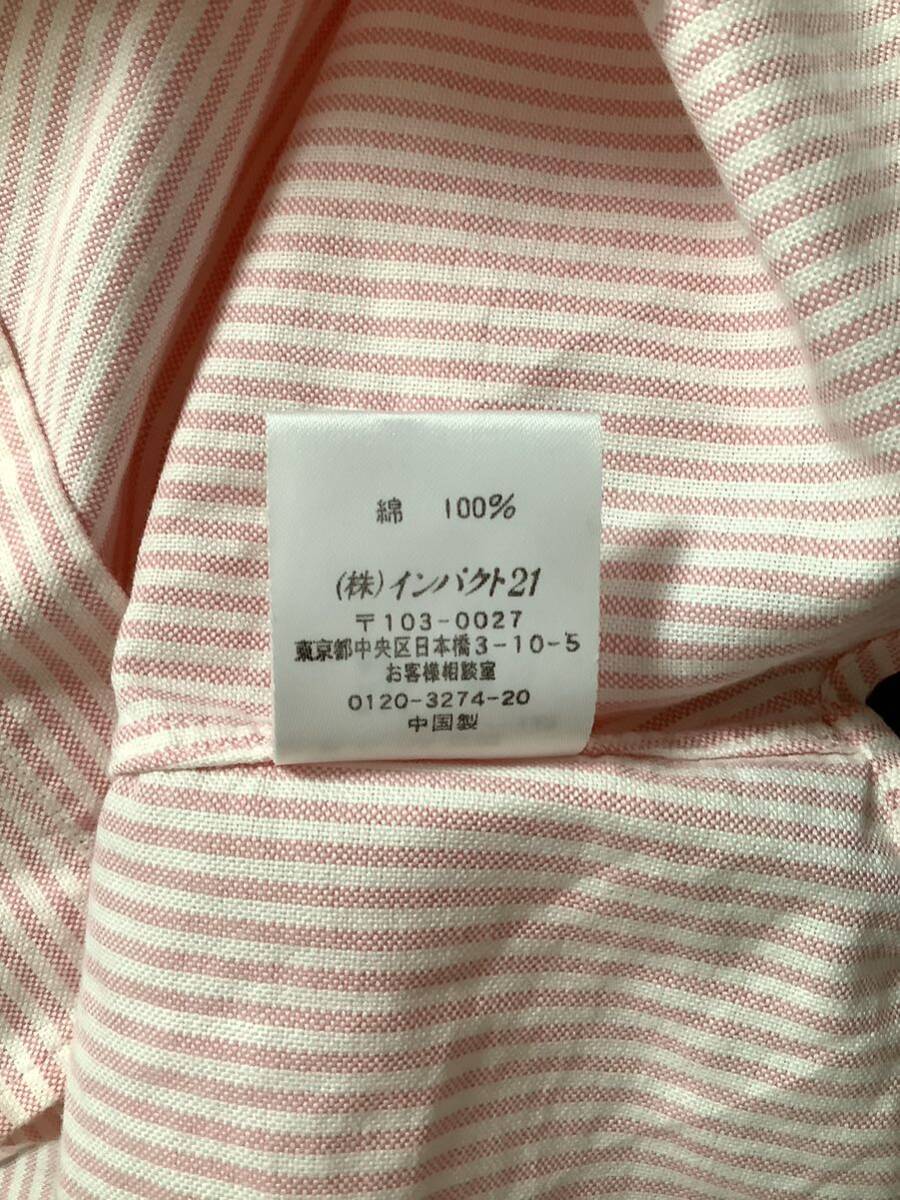 綿 100%
(株)インパクト21
〒103-0027
東京都中央区日本橋3-10-5
お客様相談室
0120-3274-20
中国製